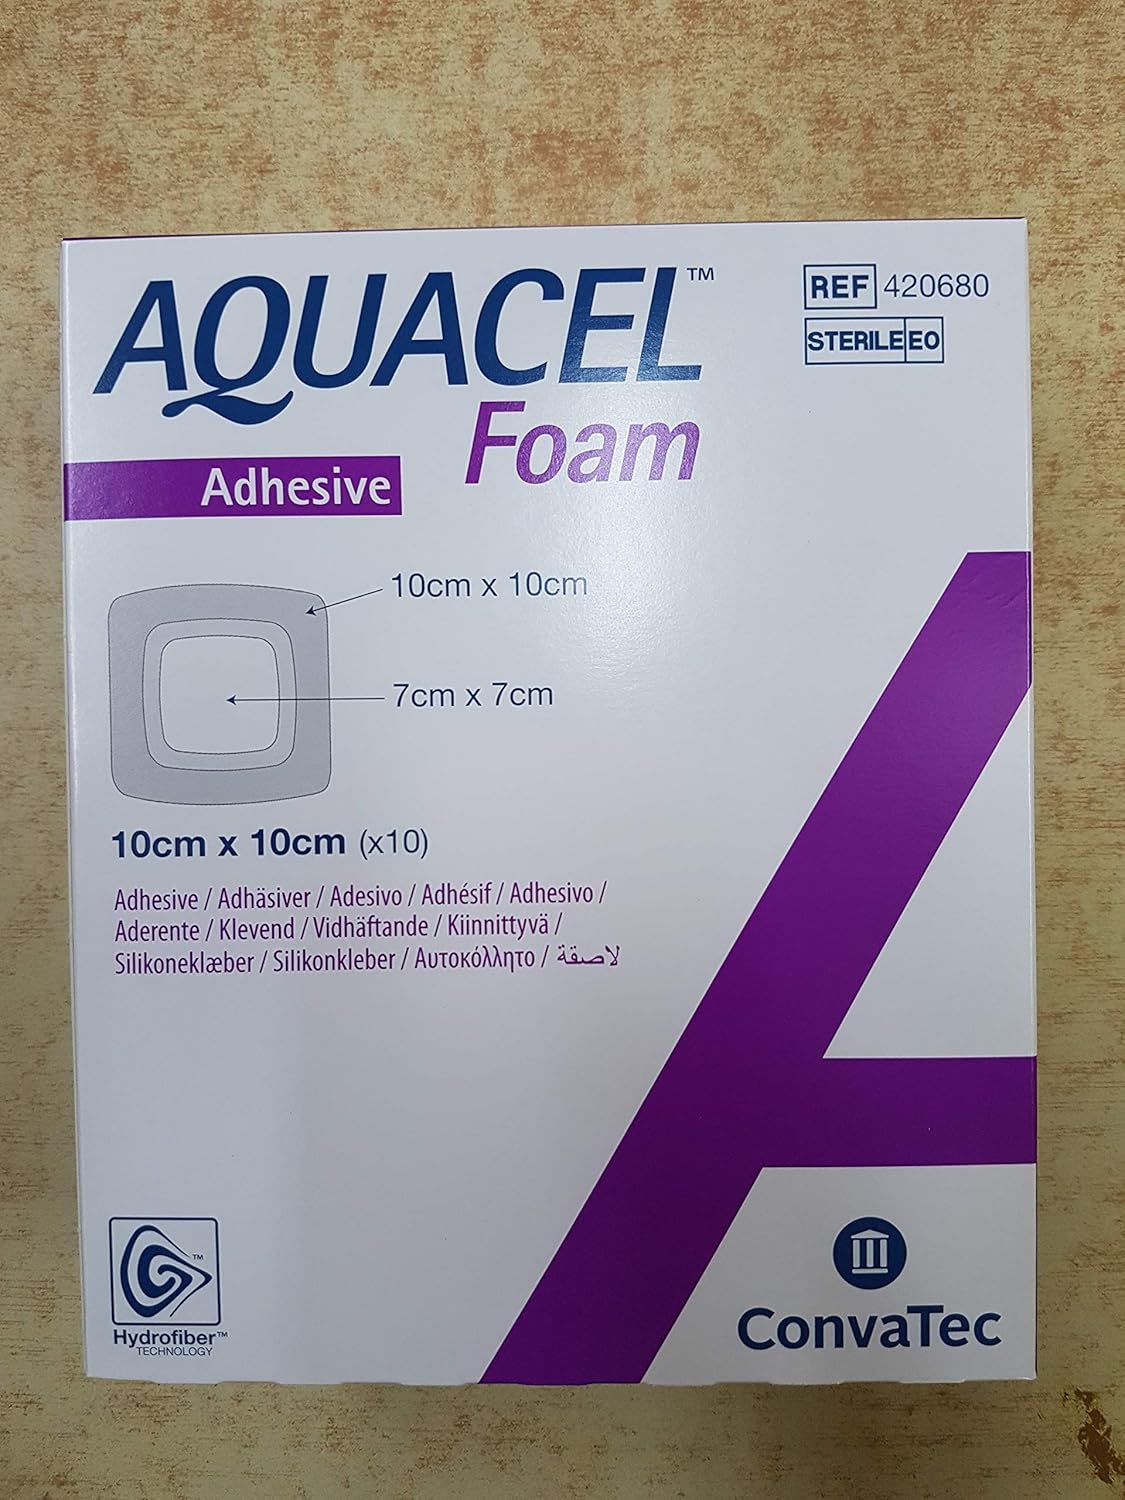 AQUACEL™
Foam
Adhesive
REF 420680
STERILE EO
10cm x 10cm
7cm x 7cm
10cm x 10cm (x10)
Adhesive / Adhäsiver / Adesivo / Adhésif / Adhesivo /
Aderente / Klevend / Vidhäftande / Kiinnittyvä /
Silikoneklæber / Silikonkleber / Αυτοκόλλητο / لاصقة
™
Hydrofiber™
TECHNOLOGY
ConvaTec